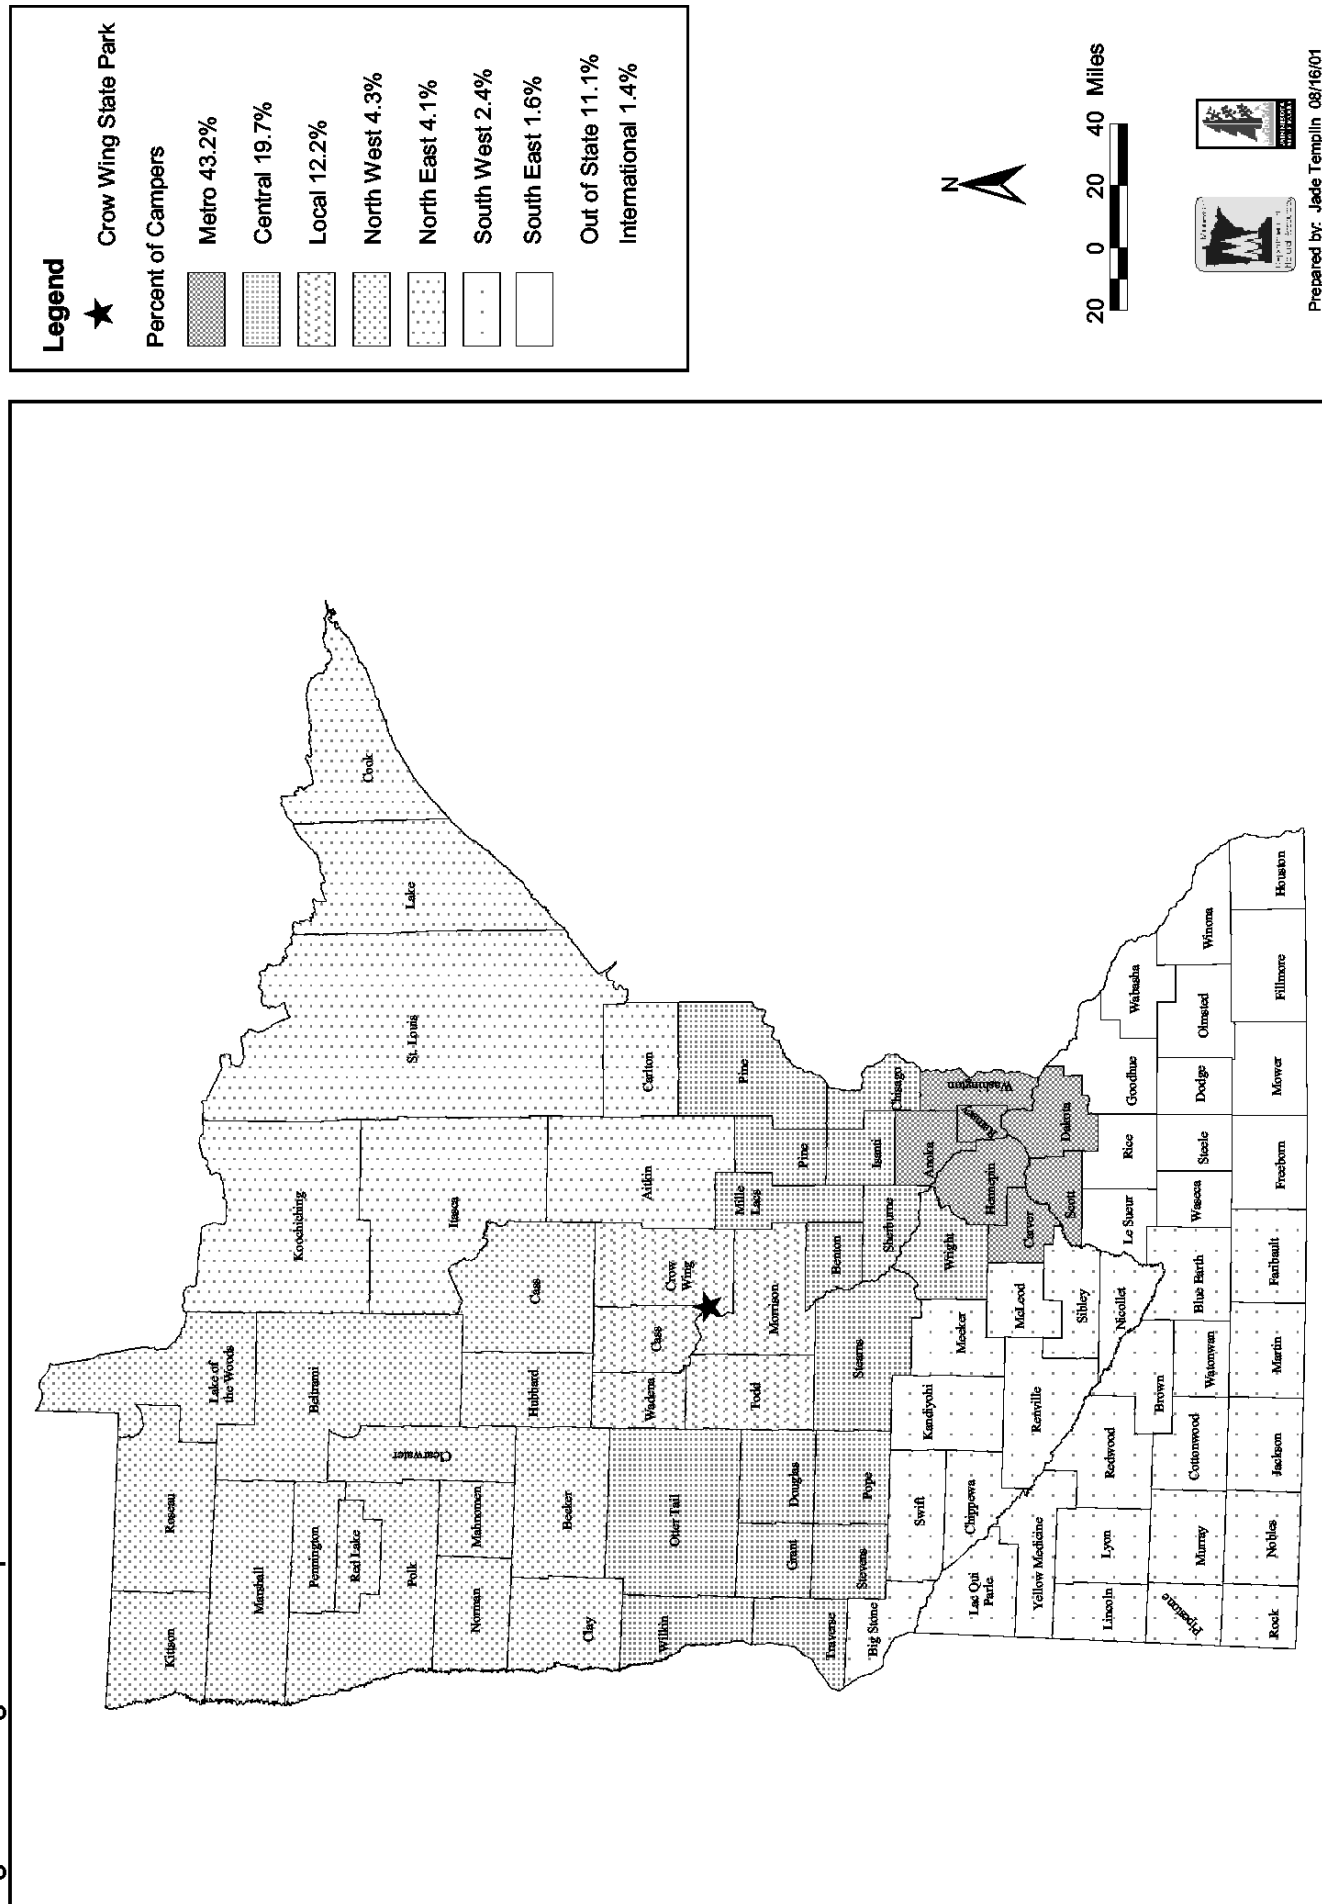 Legend
Crow Wing State Park
Percent of Campers
Metro 43.2%
Central 19.7%
Local 12.2%
North West 4.3%
North East 4.1%
South West 2.4%
South East 1.6%
Out of State 11.1%
International 1.4%
N
20 0 20 40 Miles
Prepared by: Jade Templin 08/16/01
Kittson
Roseau
Lake of
the Woods
Marshall
Beltrami
Koochiching
St. Louis
Lake
Cook
Pennington
Red Lake
Polk
Clearwater
Itasca
Norman
Mahnomen
Hubbard
Cass
Clay
Becker
Wadena
Cass
Crow
Wing
Aitkin
Carlton
Wilkin
Otter Tail
Todd
Morrison
Mille
Lacs
Pine
Pine
Grant
Douglas
Traverse
Stevens
Pope
Stearns
Benton
Sherburne
Isanti
Chisago
Big Stone
Swift
Kandiyohi
Meeker
Wright
Anoka
Washington
Ramsey
Hennepin
Lac Qui
Parle
Chippewa
Renville
McLeod
Carver
Scott
Dakota
Yellow Medicine
Sibley
Lincoln
Lyon
Redwood
Nicollet
Le Sueur
Rice
Goodhue
Wabasha
Brown
Pipestone
Murray
Cottonwood
Watonwan
Blue Earth
Waseca
Steele
Dodge
Olmsted
Winona
Rock
Nobles
Jackson
Martin
Faribault
Freeborn
Mower
Fillmore
Houston